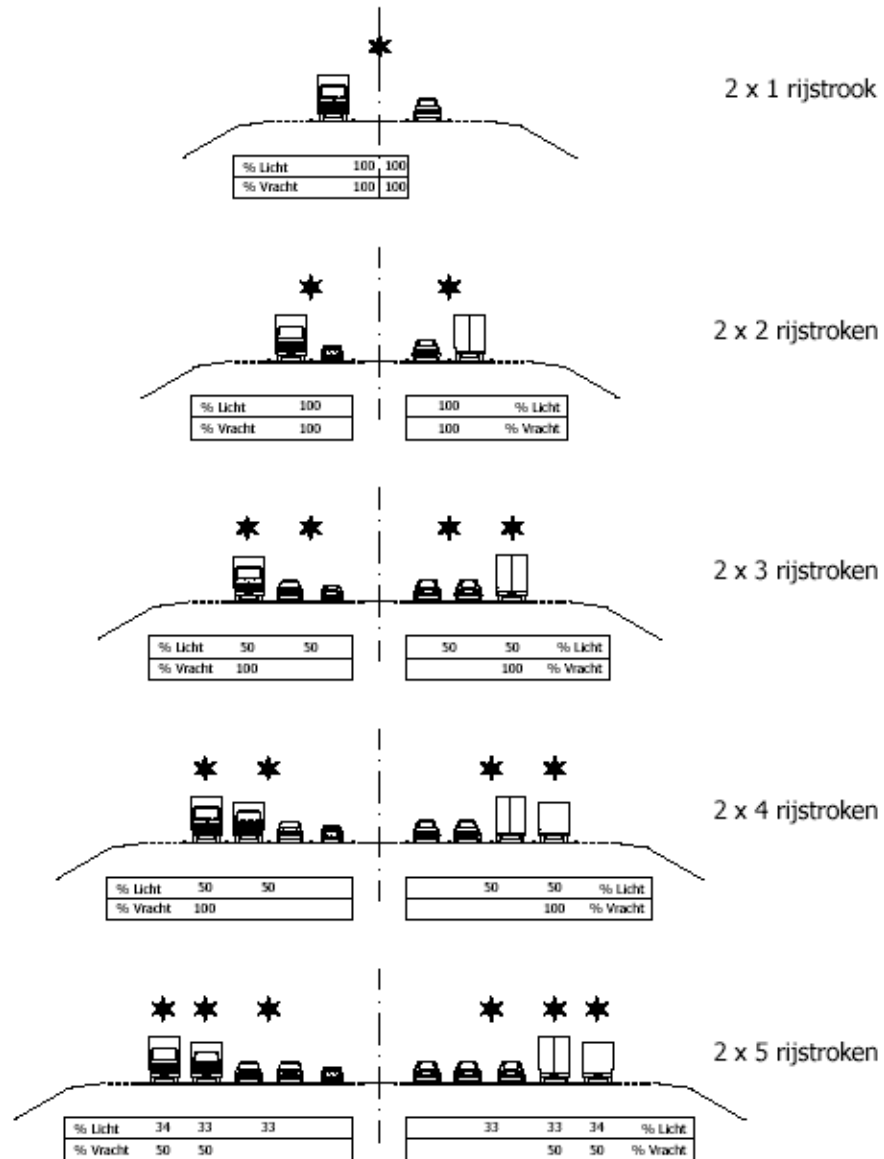 2 x 1 rijstrook
% Licht 100 100
% Vracht 100 100
2 x 2 rijstroken
% Licht 100 100 % Licht
% Vracht 100 100 % Vracht
2 x 3 rijstroken
% Licht 50 50 50 50 % Licht
% Vracht 100 100 % Vracht
2 x 4 rijstroken
% Licht 50 50 50 50 % Licht
% Vracht 100 100 % Vracht
2 x 5 rijstroken
% Licht 34 33 33 33 33 34 % Licht
% Vracht 50 50 50 50 % Vracht